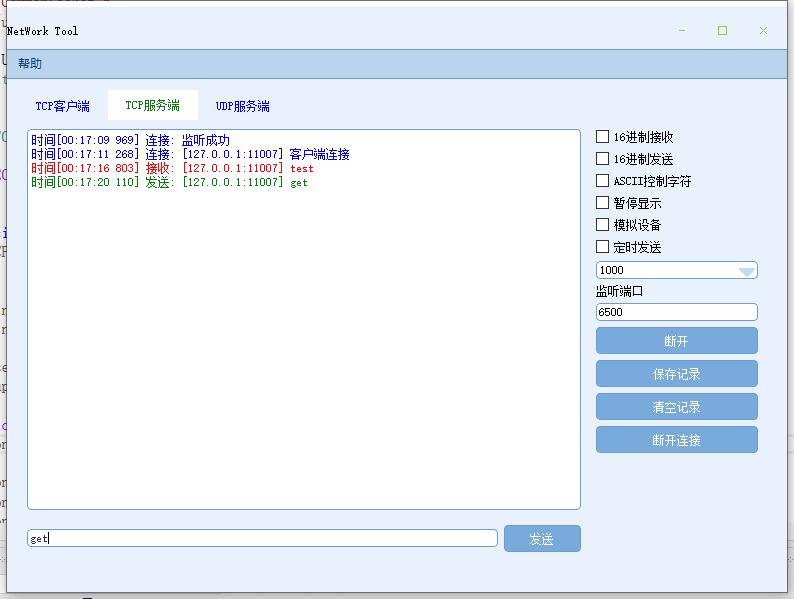 NetWork Tool
帮助
TCP客户端 TCP服务端 UDP服务端
时间[00:17:09 969] 连接: 监听成功
时间[00:17:11 268] 连接: [127.0.0.1:11007] 客户端连接
时间[00:17:16 803] 接收: [127.0.0.1:11007] test
时间[00:17:20 110] 发送: [127.0.0.1:11007] get
16进制接收
16进制发送
ASCII控制字符
暂停显示
模拟设备
定时发送
1000
监听端口
6500
断开
保存记录
清空记录
断开连接
get
发送